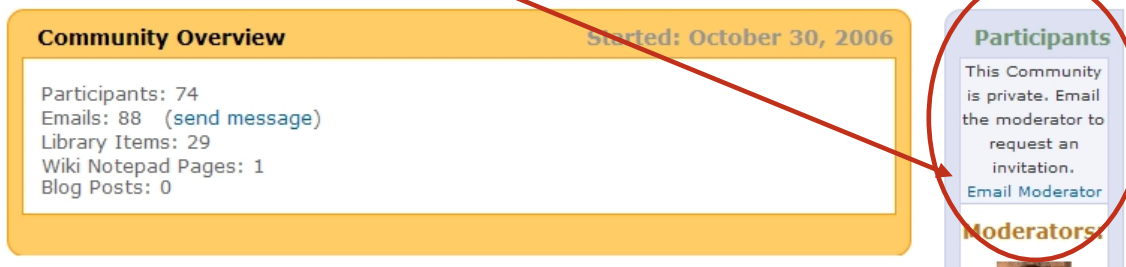 Community Overview Started: October 30, 2006
Participants: 74
Emails: 88 (send message)
Library Items: 29
Wiki Notepad Pages: 1
Blog Posts: 0
Participants
This Community
is private. Email
the moderator to
request an
invitation.
Email Moderator
Moderators: